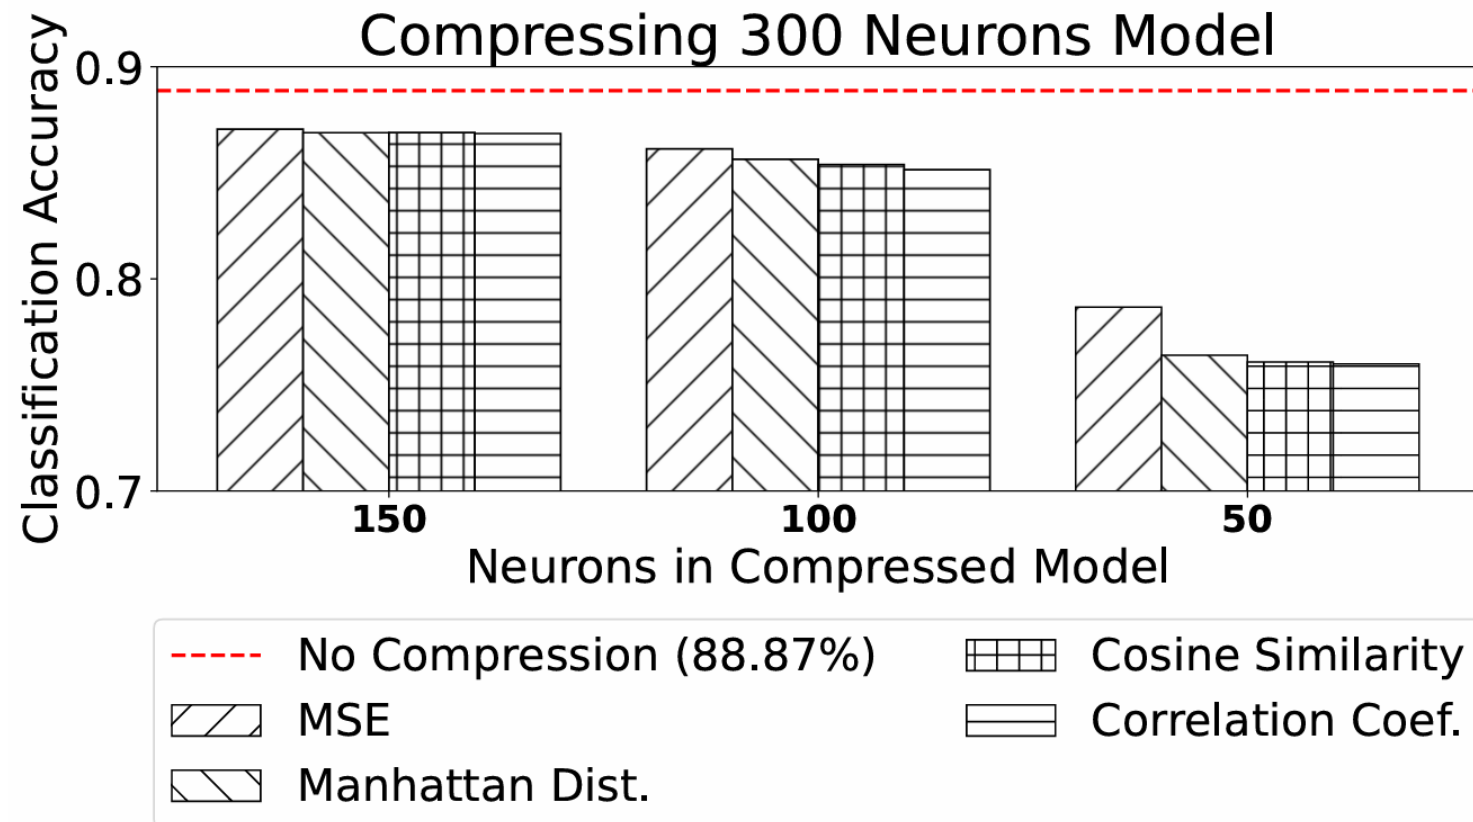 Compressing 300 Neurons Model
Classification Accuracy
0.9
0.8
0.7
150 100 50
Neurons in Compressed Model
No Compression (88.87%)
MSE
Manhattan Dist.
Cosine Similarity
Correlation Coef.